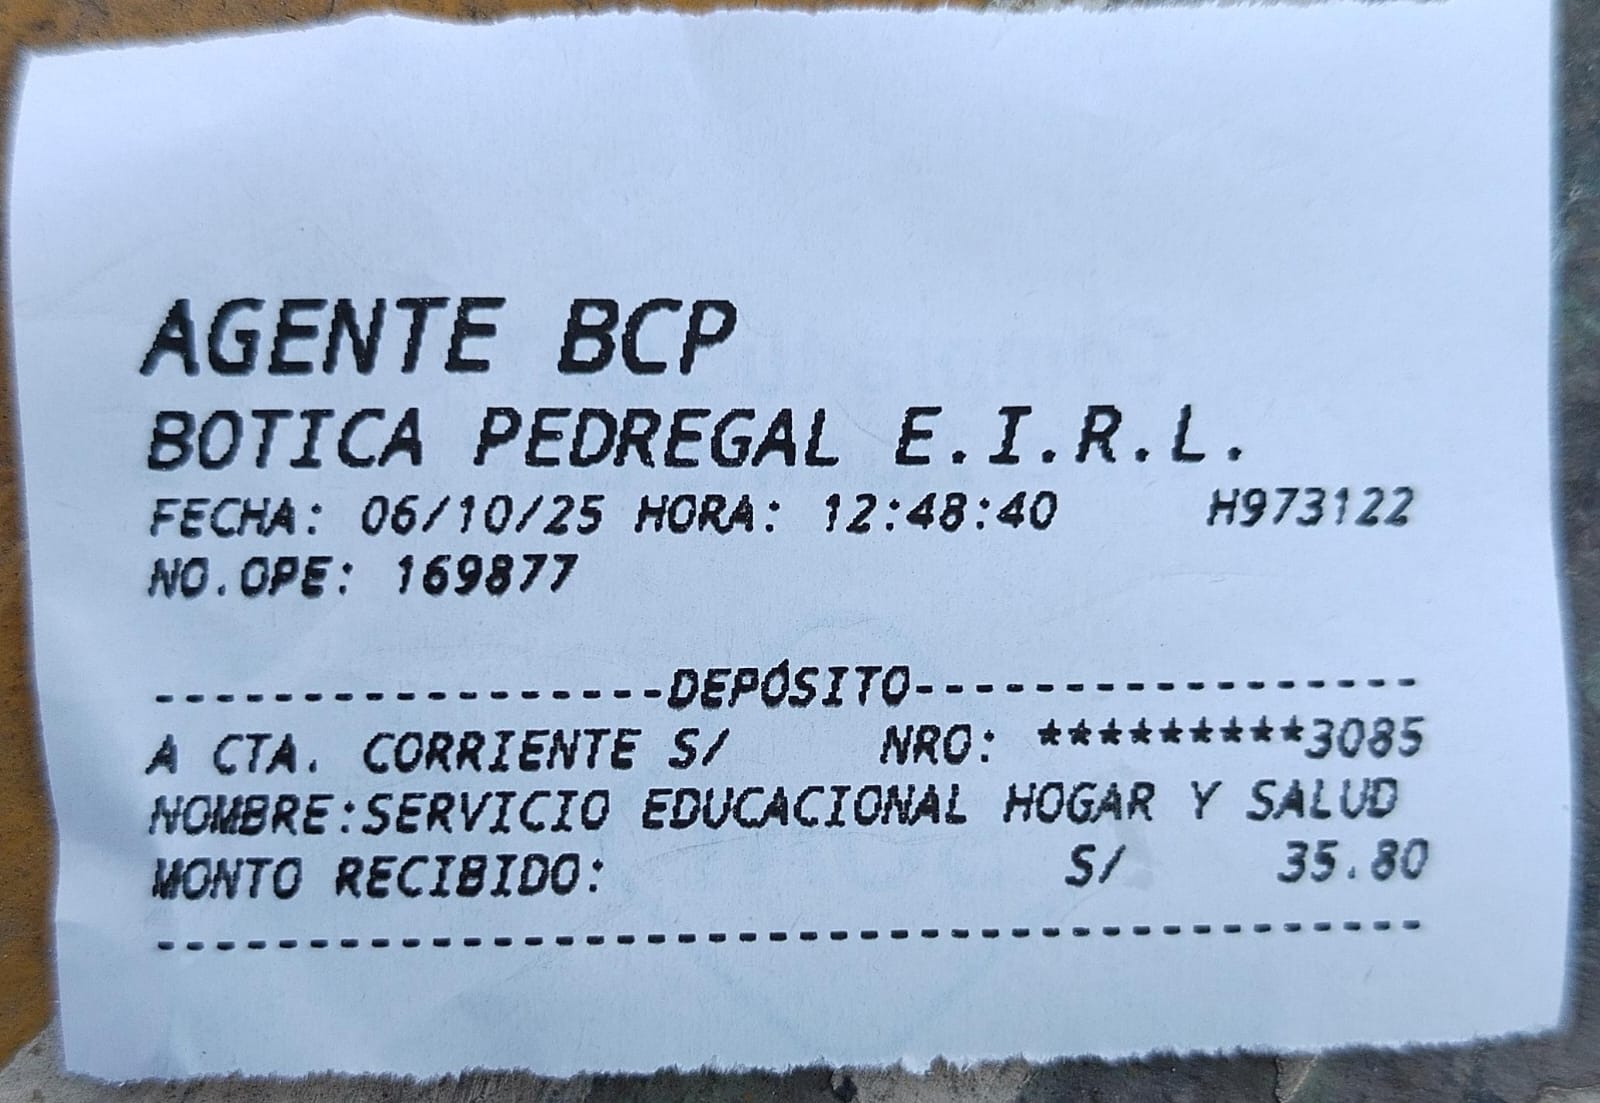 AGENTE BCP
BOTICA PEDREGAL E.I.R.L.
FECHA: 06/10/25 HORA: 12:48:40 H973122
NO.OPE: 169877
------------------DEPÓSITO------------------
A CTA. CORRIENTE S/ NRO: *********3085
NOMBRE:SERVICIO EDUCACIONAL HOGAR Y SALUD
MONTO RECIBIDO: S/ 35.80
--------------------------------------------